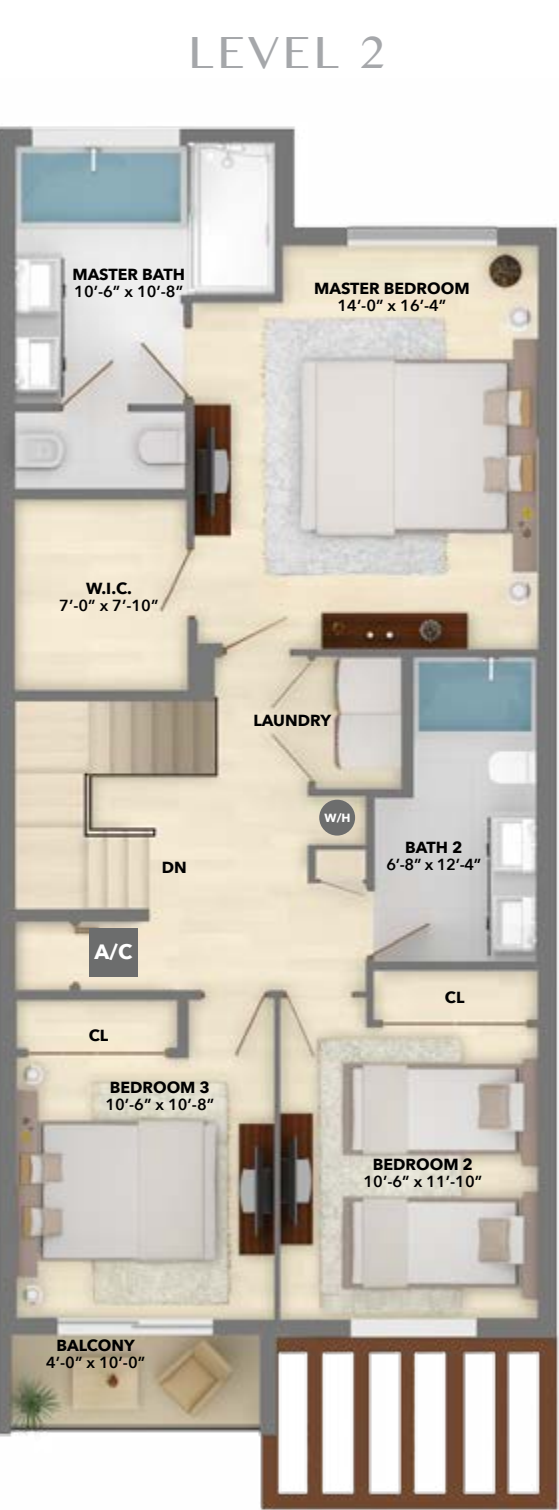 LEVEL 2
MASTER BATH
10'-6" x 10'-8"
MASTER BEDROOM
14'-0" x 16'-4"
W.I.C.
7'-0" x 7'-10"
LAUNDRY
W/H
BATH 2
6'-8" x 12'-4"
DN
A/C
CL
CL
BEDROOM 3
10'-6" x 10'-8"
BEDROOM 2
10'-6" x 11'-10"
BALCONY
4'-0" x 10'-0"